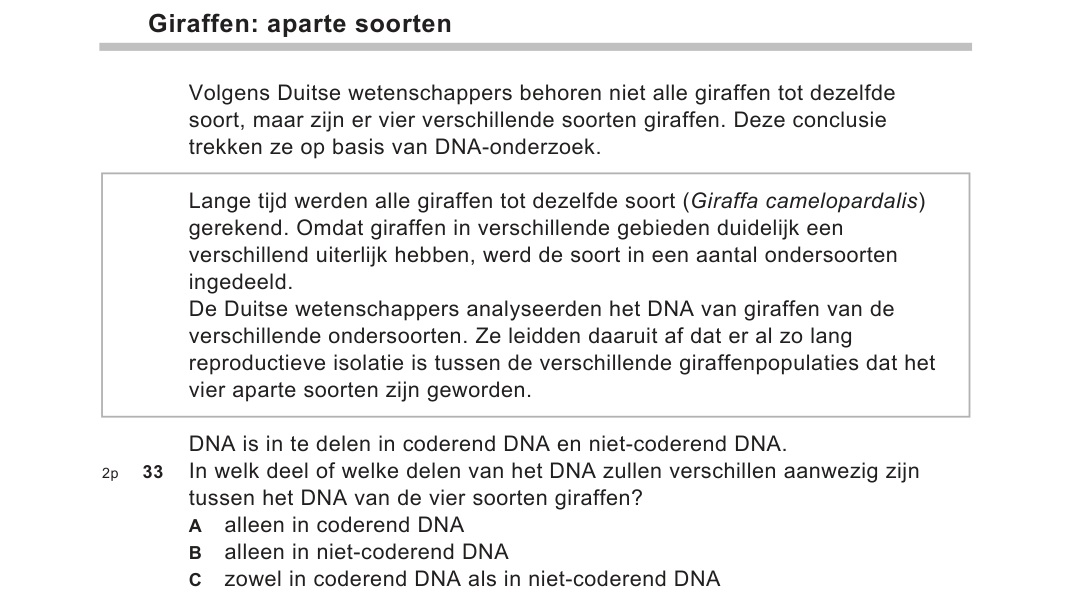 Giraffen: aparte soorten
Volgens Duitse wetenschappers behoren niet alle giraffen tot dezelfde
soort, maar zijn er vier verschillende soorten giraffen. Deze conclusie
trekken ze op basis van DNA-onderzoek.
Lange tijd werden alle giraffen tot dezelfde soort (Giraffa camelopardalis)
gerekend. Omdat giraffen in verschillende gebieden duidelijk een
verschillend uiterlijk hebben, werd de soort in een aantal ondersoorten
ingedeeld.
De Duitse wetenschappers analyseerden het DNA van giraffen van de
verschillende ondersoorten. Ze leidden daaruit af dat er al zo lang
reproductieve isolatie is tussen de verschillende giraffenpopulaties dat het
vier aparte soorten zijn geworden.
DNA is in te delen in coderend DNA en niet-coderend DNA.
2p 33 In welk deel of welke delen van het DNA zullen verschillen aanwezig zijn
tussen het DNA van de vier soorten giraffen?
A alleen in coderend DNA
B alleen in niet-coderend DNA
C zowel in coderend DNA als in niet-coderend DNA